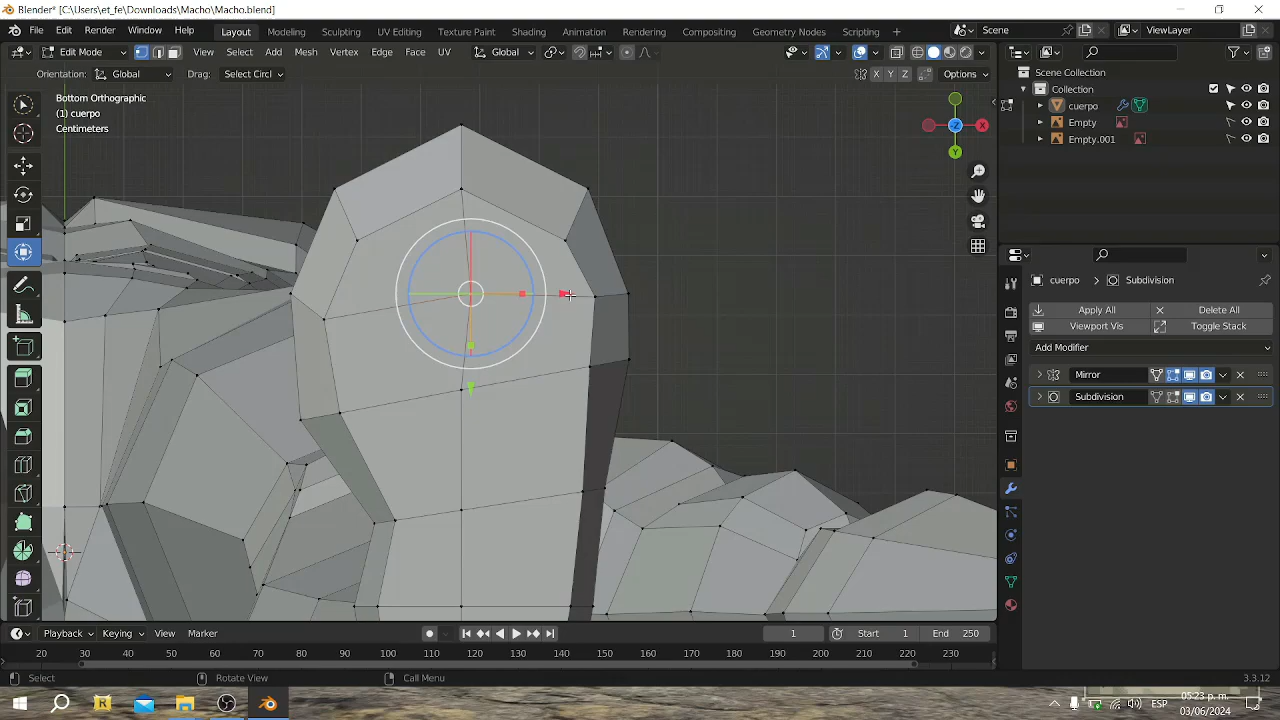 Blender* [C:\Users\et_fe\Downloads\Macho\Macho.blend]
File Edit Render Window Help Layout Modeling Sculpting UV Editing Texture Paint Shading Animation Rendering Compositing Geometry Nodes Scripting + Scene ViewLayer
Edit Mode View Select Add Mesh Vertex Edge Face UV Global
Orientation: Global Drag: Select Circl X Y Z Options
Bottom Orthographic
(1) cuerpo
Centimeters
Z X Y
Scene Collection
Collection
cuerpo
Empty
Empty.001
cuerpo > Subdivision
Apply All Delete All
Viewport Vis Toggle Stack
Add Modifier
Mirror
Subdivision
Playback Keying View Marker 1 Start 1 End 250
20 30 40 50 60 70 80 90 100 110 120 130 140 150 160 170 180 190 200 210 220 230
Select Rotate View Call Menu 3.3.12
R ESP 05:23 p. m.
03/06/2024